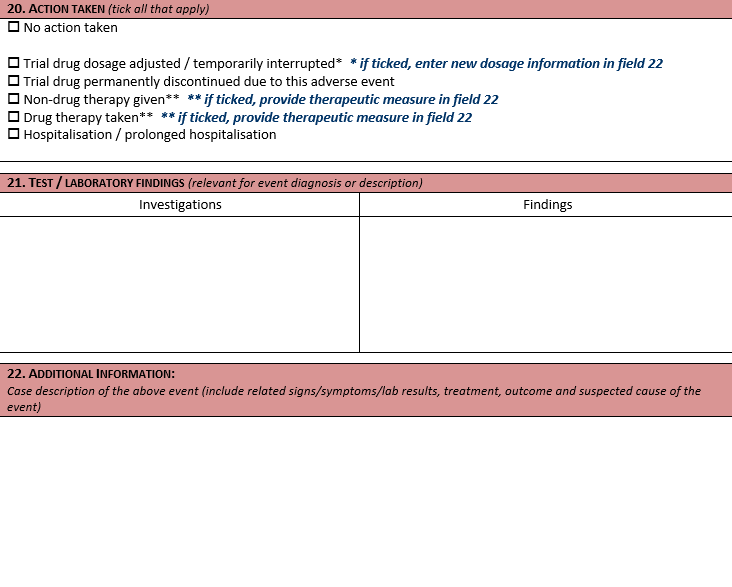 20. ACTION TAKEN (tick all that apply)
☐ No action taken
☐ Trial drug dosage adjusted / temporarily interrupted* * if ticked, enter new dosage information in field 22
☐ Trial drug permanently discontinued due to this adverse event
☐ Non-drug therapy given** ** if ticked, provide therapeutic measure in field 22
☐ Drug therapy taken** ** if ticked, provide therapeutic measure in field 22
☐ Hospitalisation / prolonged hospitalisation
21. TEST / LABORATORY FINDINGS (relevant for event diagnosis or description)
Investigations Findings
22. ADDITIONAL INFORMATION:
Case description of the above event (include related signs/symptoms/lab results, treatment, outcome and suspected cause of the
event)